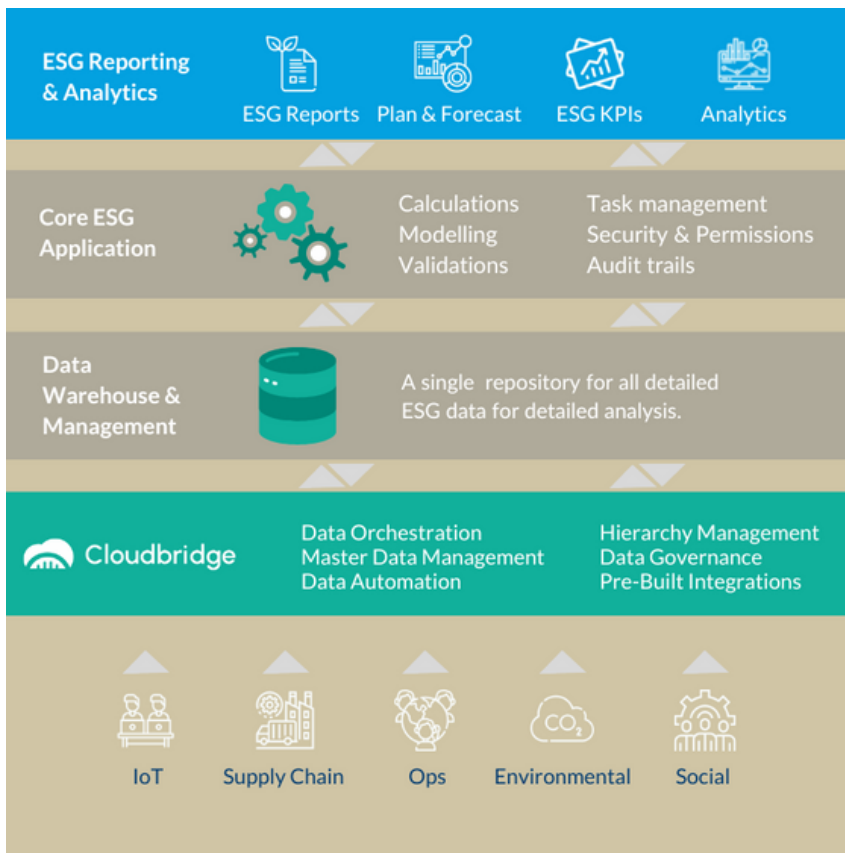 ESG Reporting
& Analytics
ESG Reports
Plan & Forecast
ESG KPIs
Analytics
Core ESG
Application
Calculations
Modelling
Validations
Task management
Security & Permissions
Audit trails
Data
Warehouse &
Management
A single repository for all detailed
ESG data for detailed analysis.
Cloudbridge
Data Orchestration
Master Data Management
Data Automation
Hierarchy Management
Data Governance
Pre-Built Integrations
CO₂
IoT
Supply Chain
Ops
Environmental
Social